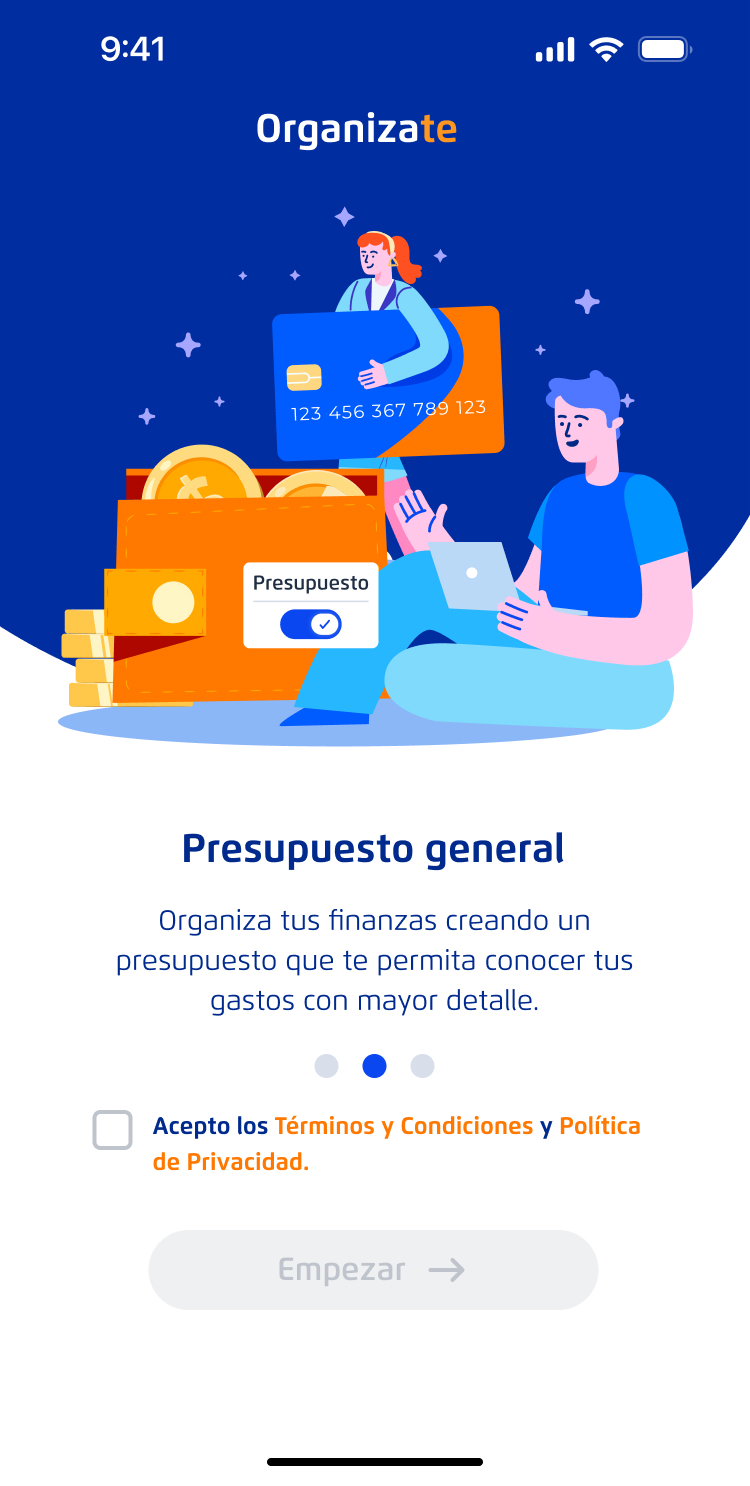 9:41
Organizate
123 456 367 789 123
Presupuesto
Presupuesto general
Organiza tus finanzas creando un
presupuesto que te permita conocer tus
gastos con mayor detalle.
Acepto los Términos y Condiciones y Política
de Privacidad.
Empezar